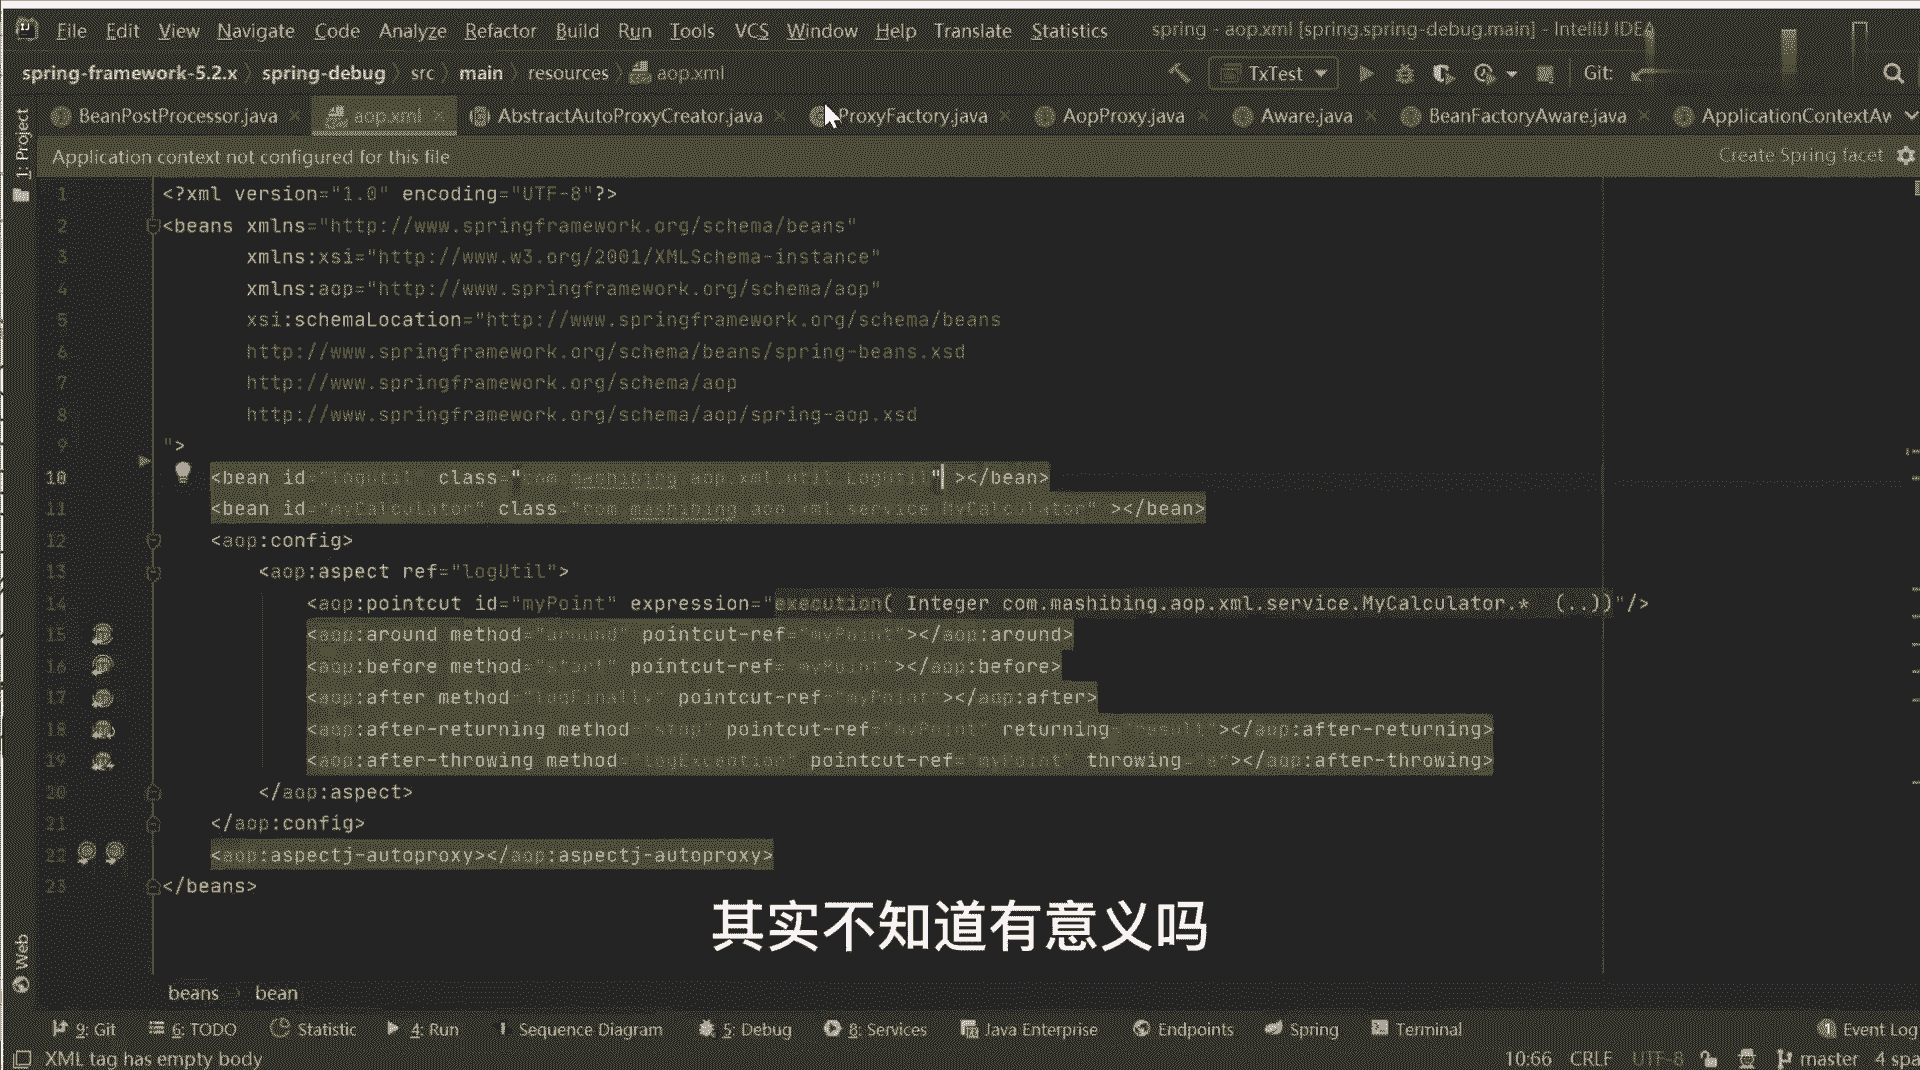 File Edit View Navigate Code Analyze Refactor Build Run Tools VCS Window Help Translate Statistics spring - aop.xml [spring.spring-debug.main] - IntelliJ IDEA
spring-framework-5.2.x spring-debug src main resources aop.xml TxTest Git:
BeanPostProcessor.java aop.xml AbstractAutoProxyCreator.java ProxyFactory.java AopProxy.java Aware.java BeanFactoryAware.java ApplicationContextAw
1: Project
Application context not configured for this file Create Spring facet
1 <?xml version="1.0" encoding="UTF-8"?>
2 <beans xmlns="http://www.springframework.org/schema/beans"
3 xmlns:xsi="http://www.w3.org/2001/XMLSchema-instance"
4 xmlns:aop="http://www.springframework.org/schema/aop"
5 xsi:schemaLocation="http://www.springframework.org/schema/beans
6 http://www.springframework.org/schema/beans/spring-beans.xsd
7 http://www.springframework.org/schema/aop
8 http://www.springframework.org/schema/aop/spring-aop.xsd
9 ">
10 <bean id="logUtil" class="com.mashibing.aop.xml.util.LogUtil" ></bean>
11 <bean id="myCalculator" class="com.mashibing.aop.xml.service.MyCalculator" ></bean>
12 <aop:config>
13 <aop:aspect ref="logUtil">
14 <aop:pointcut id="myPoint" expression="execution( Integer com.mashibing.aop.xml.service.MyCalculator.* (..))"/>
15 <aop:around method="around" pointcut-ref="myPoint"></aop:around>
16 <aop:before method="start" pointcut-ref="myPoint"></aop:before>
17 <aop:after method="logFinally" pointcut-ref="myPoint"></aop:after>
18 <aop:after-returning method="stop" pointcut-ref="myPoint" returning="result"></aop:after-returning>
19 <aop:after-throwing method="logException" pointcut-ref="myPoint" throwing="e"></aop:after-throwing>
20 </aop:aspect>
21 </aop:config>
22 <aop:aspectj-autoproxy></aop:aspectj-autoproxy>
23 </beans>
其实不知道有意义吗
Web
beans bean
9: Git 6: TODO Statistic 4: Run Sequence Diagram 5: Debug 8: Services Java Enterprise Endpoints Spring Terminal 1 Event Log
XML tag has empty body 10:66 CRLF UTF-8 master 4 spa